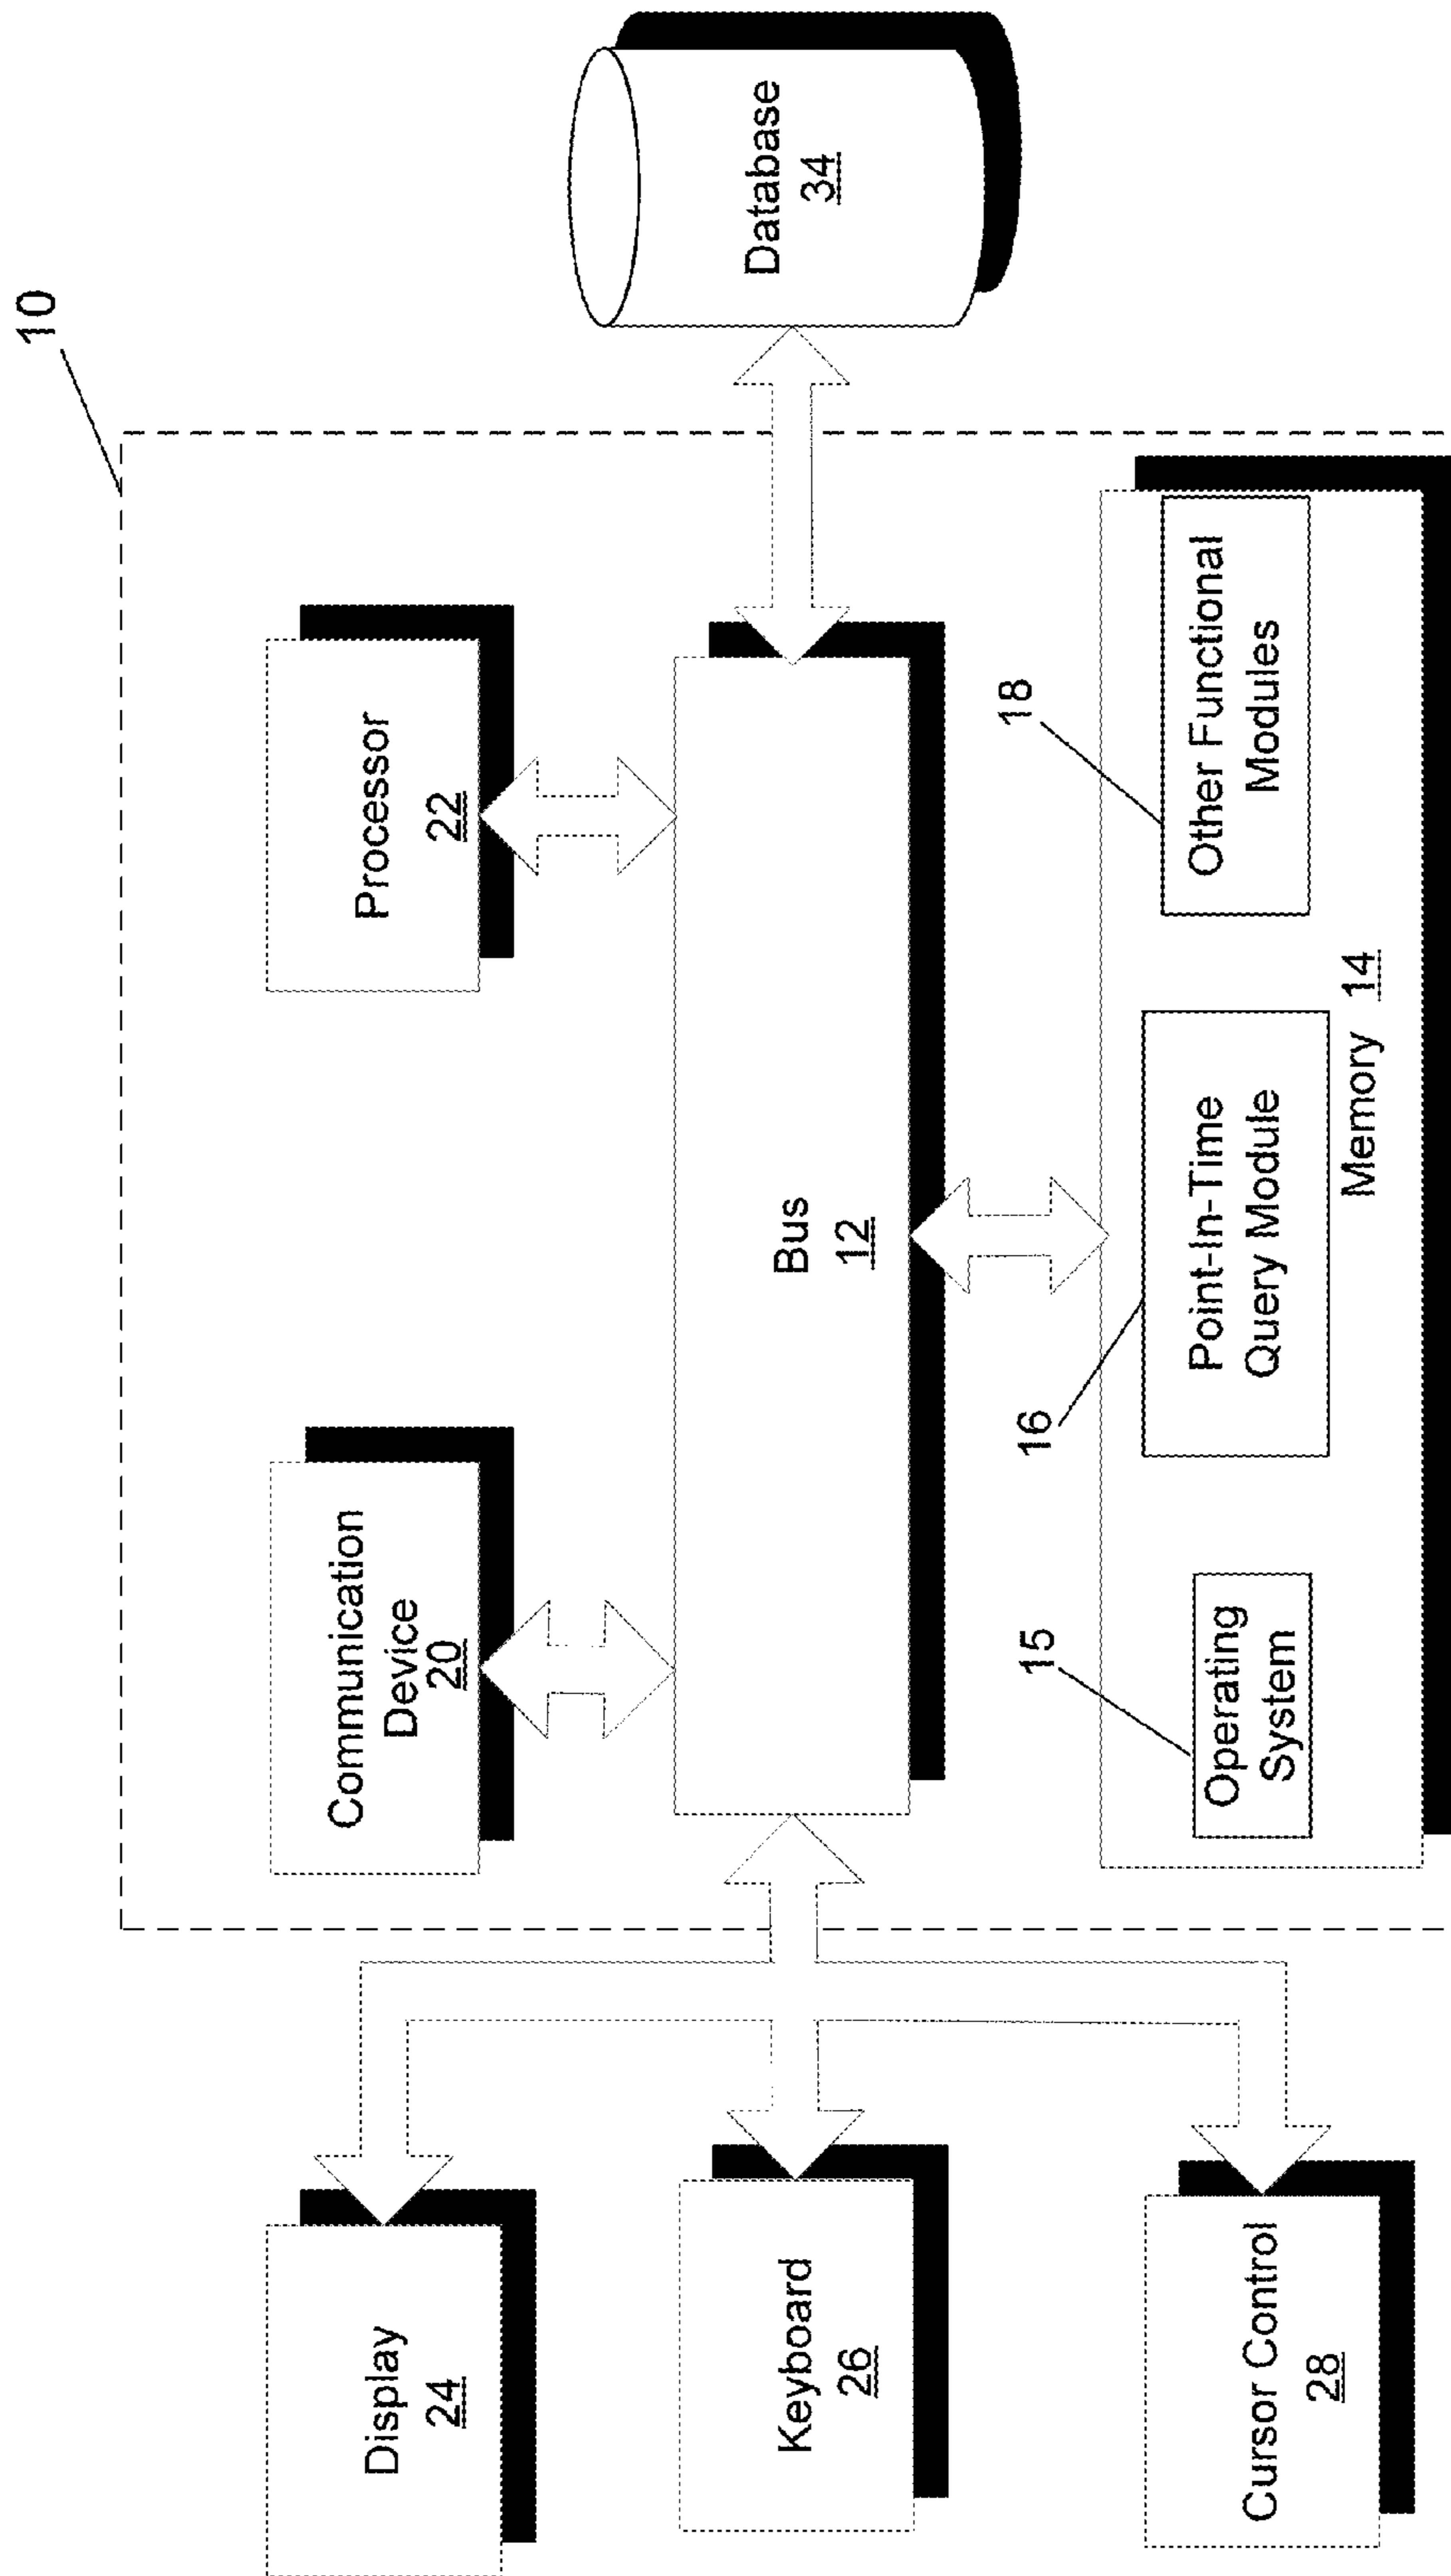 10
Communication
Device
20
Processor
22
Display
24
Keyboard
26
Cursor Control
28
Bus
12
Database
34
15
16
18
Operating
System
Point-In-Time
Query Module
Other Functional
Modules
Memory 14